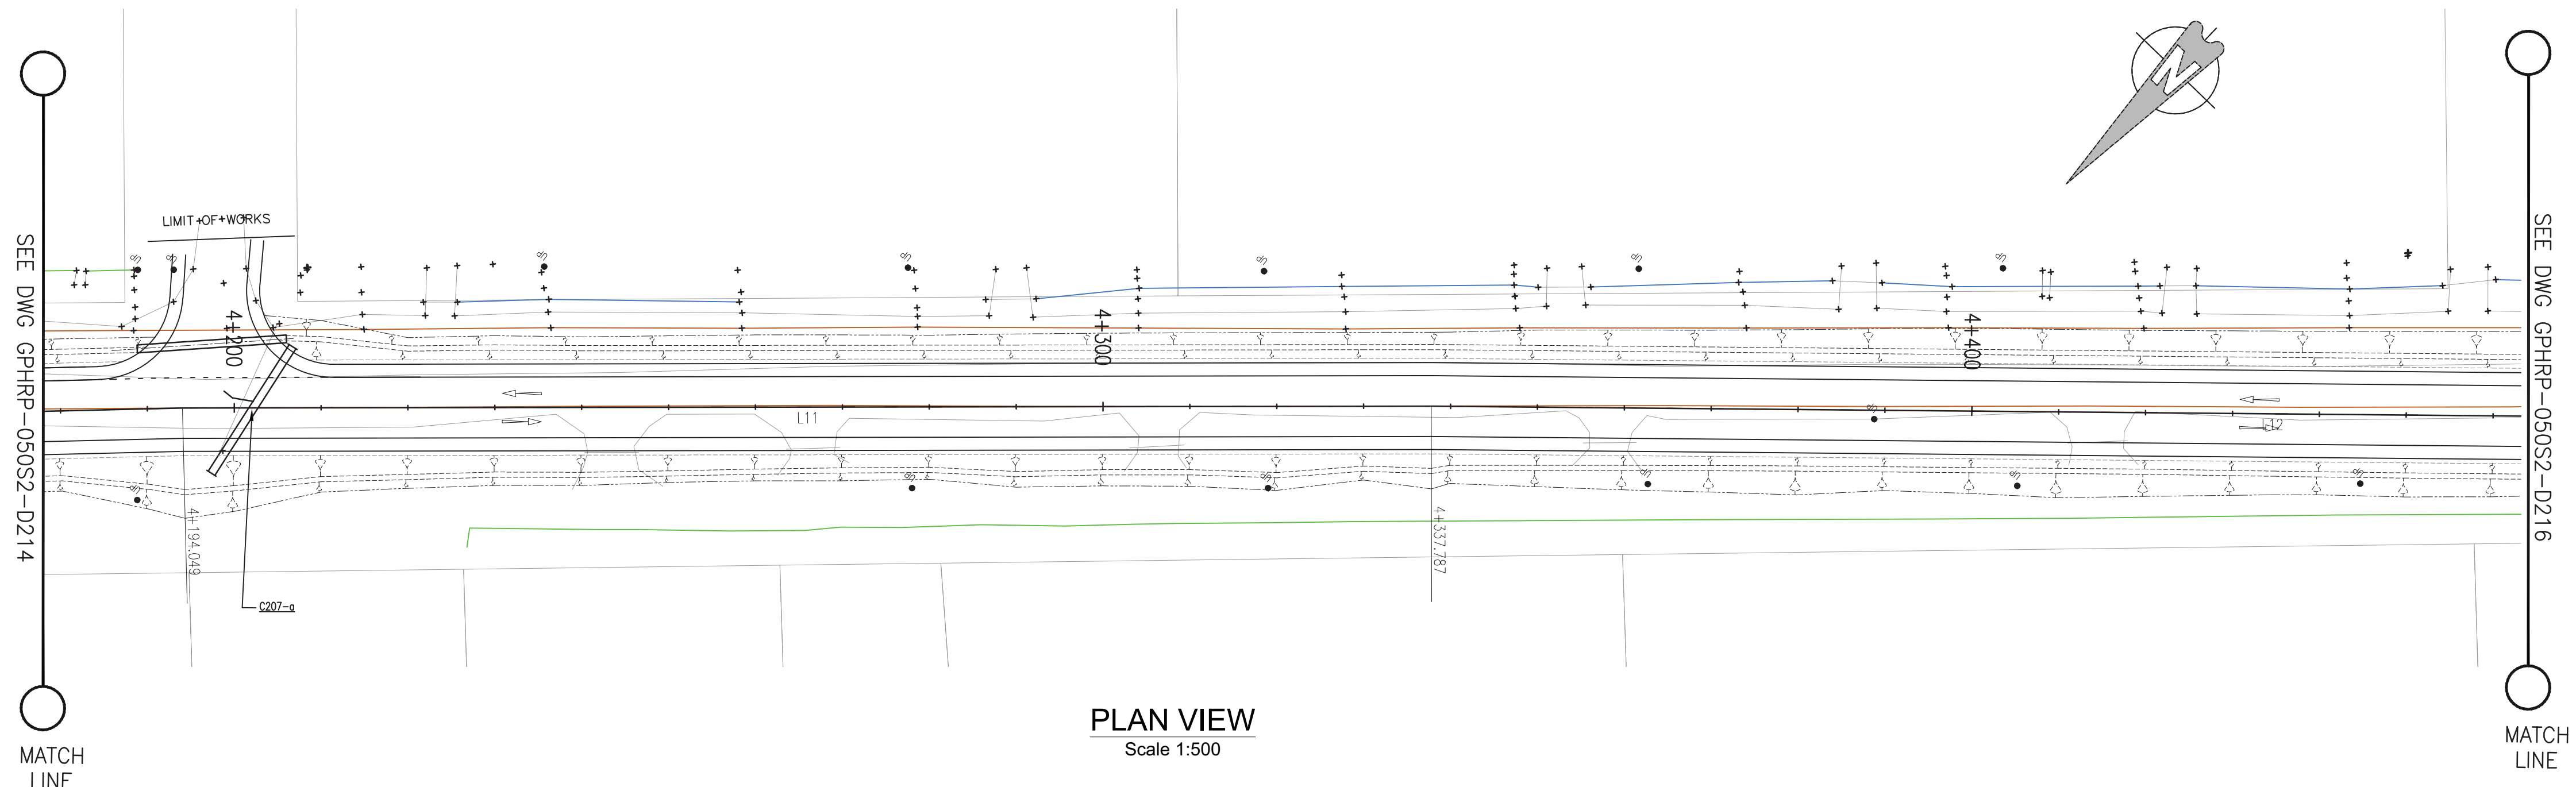 N
LIMIT OF WORKS
SEE DWG GPHRP-050S2-D214
SEE DWG GPHRP-050S2-D216
4+200
4+300
4+400
L11
L12
4+194.049
4+337.787
C207-a
PLAN VIEW
Scale 1:500
MATCH
LINE
MATCH
LINE